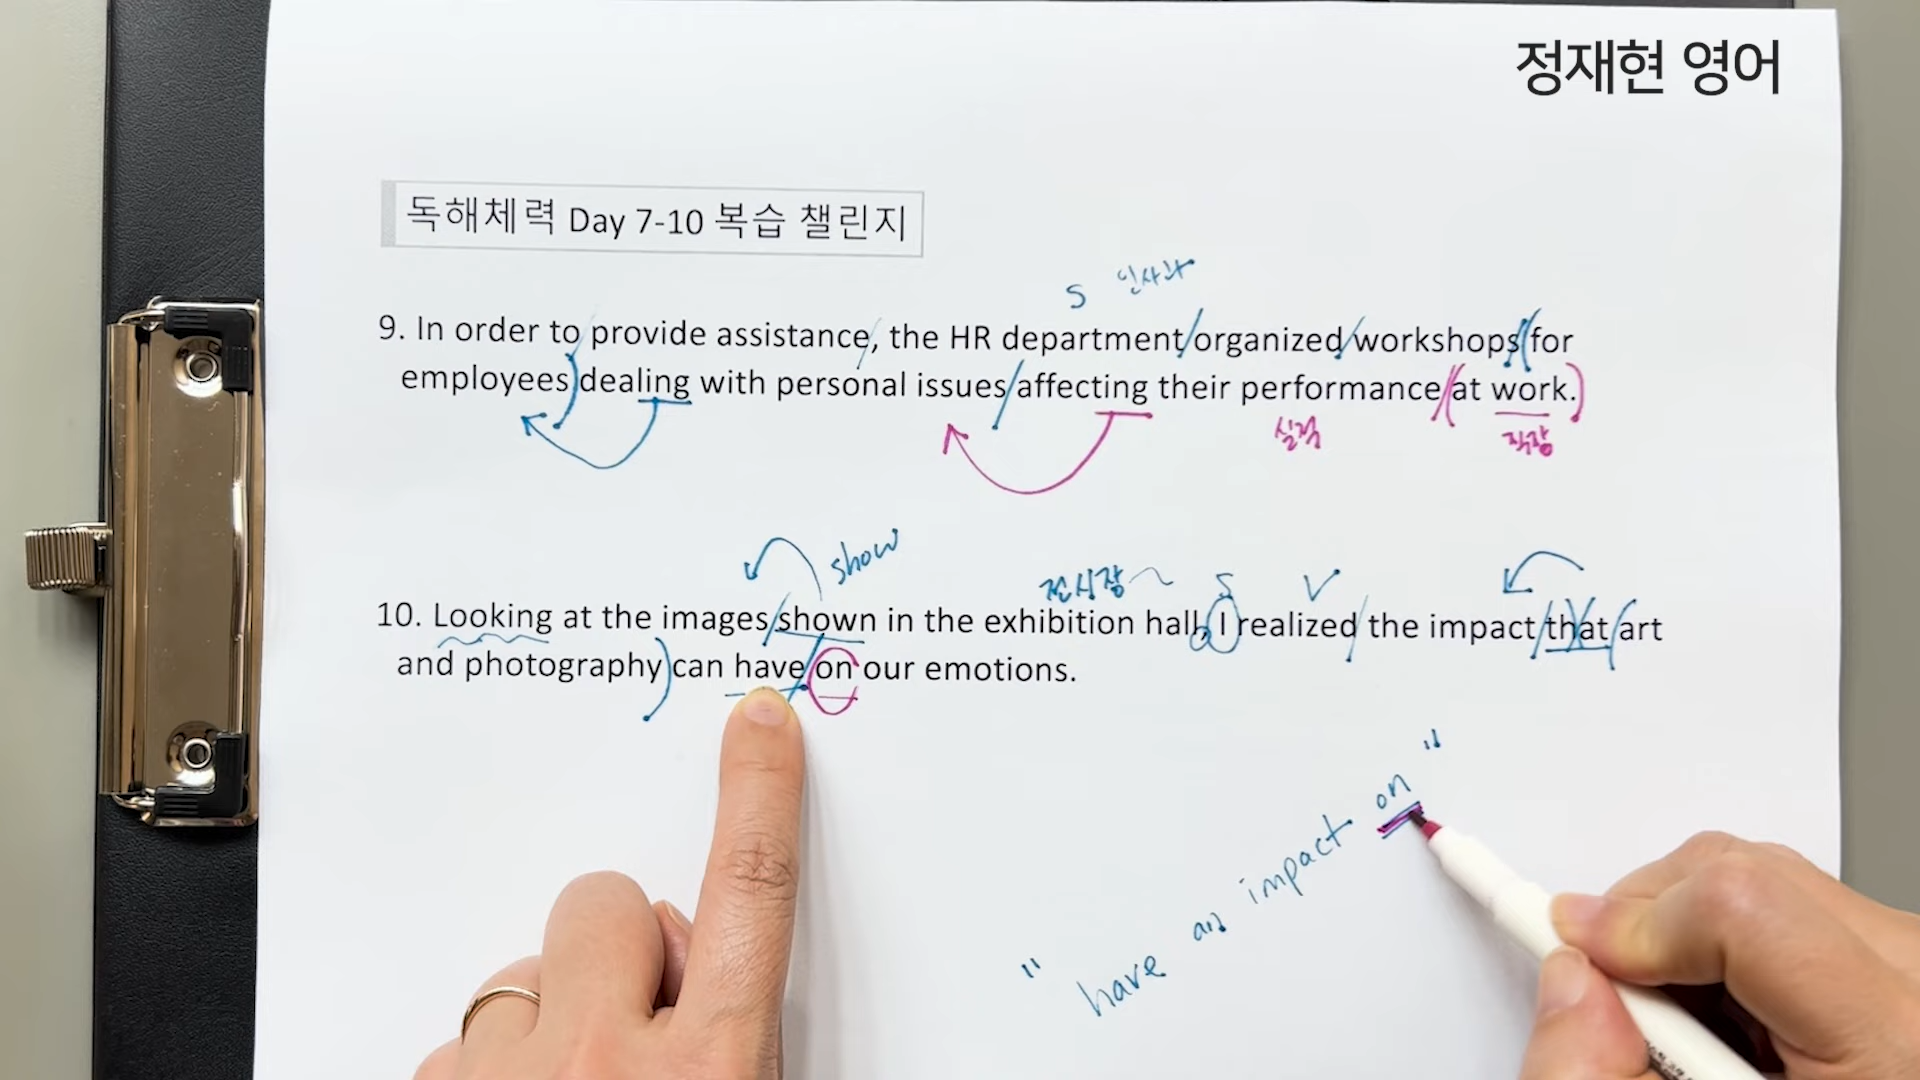 정재현 영어
독해체력 Day 7-10 복습 챌린지
S 인사과
9. In order to provide assistance, the HR department organized workshops for
employees dealing with personal issues affecting their performance at work.
실적 직장
show
전시장 S V
10. Looking at the images shown in the exhibition hall, I realized the impact that art
and photography can have on our emotions.
"have an impact on"